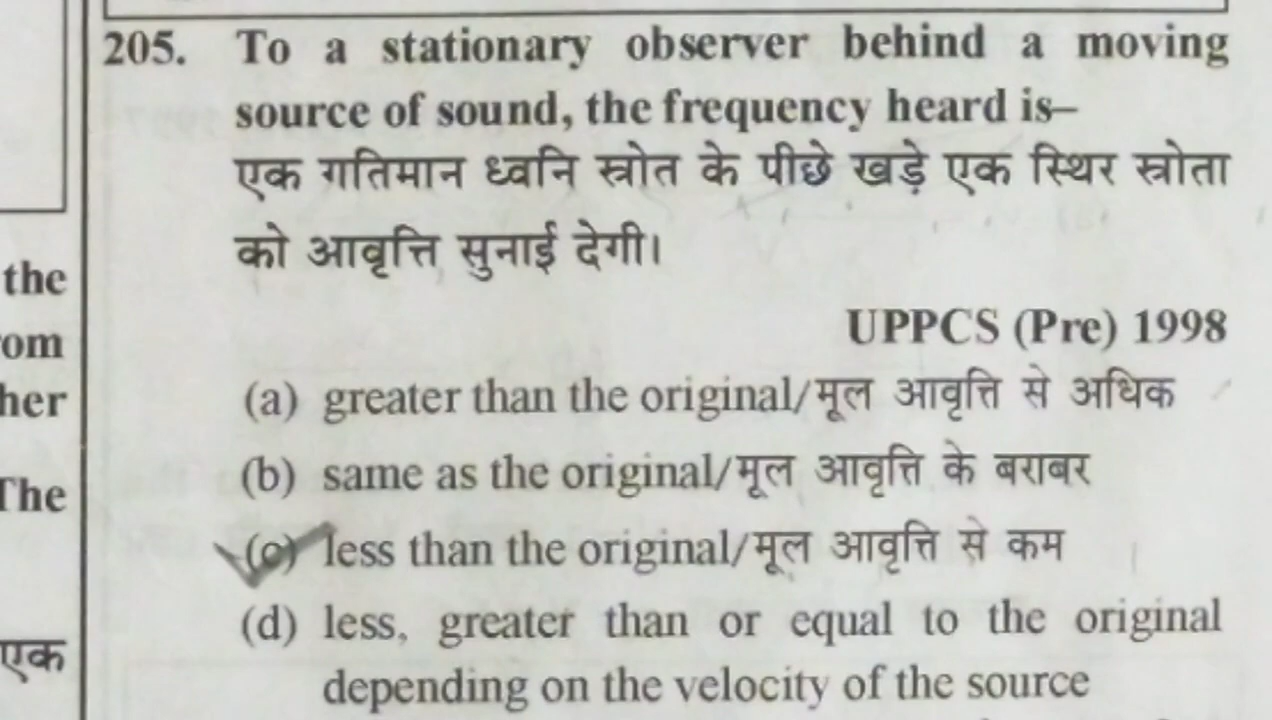 205. To a stationary observer behind a moving
source of sound, the frequency heard is–
एक गतिमान ध्वनि स्त्रोत के पीछे खड़े एक स्थिर स्त्रोता
को आवृत्ति सुनाई देगी।
UPPCS (Pre) 1998
(a) greater than the original/मूल आवृत्ति से अधिक
(b) same as the original/मूल आवृत्ति के बराबर
(c) less than the original/मूल आवृत्ति से कम
(d) less, greater than or equal to the original
depending on the velocity of the source
the
om
her
The
एक